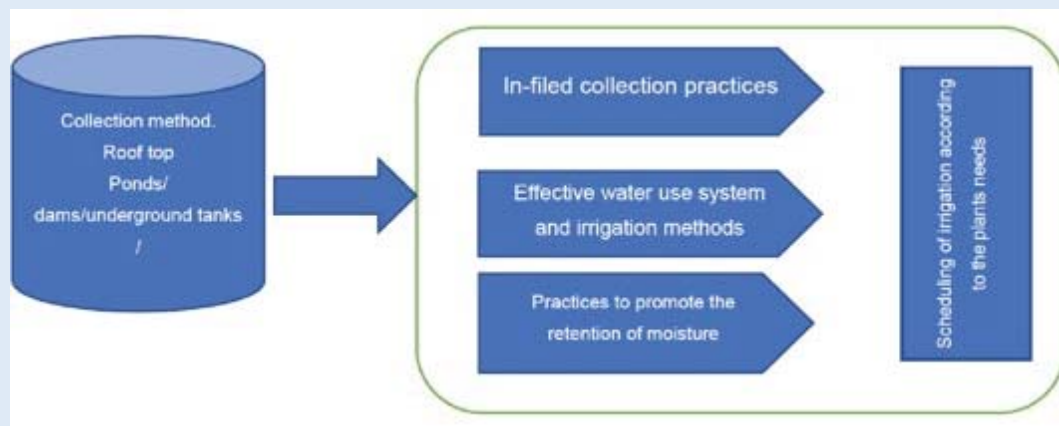 Collection method.
Roof top
Ponds/
dams/underground tanks
/
In-filed collection practices
Effective water use system
and irrigation methods
Practices to promote the
retention of moisture
Scheduling of irrigation according
to the plants needs